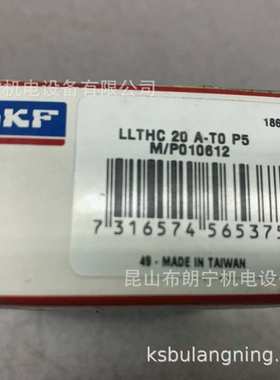 机电设备有限公司
SKF
186
LLTHC 20 A-T0 P5
M/P010612
7 316574 565375
49 - MADE IN TAIWAN
昆山布朗宁机电设
ksbulangning.com